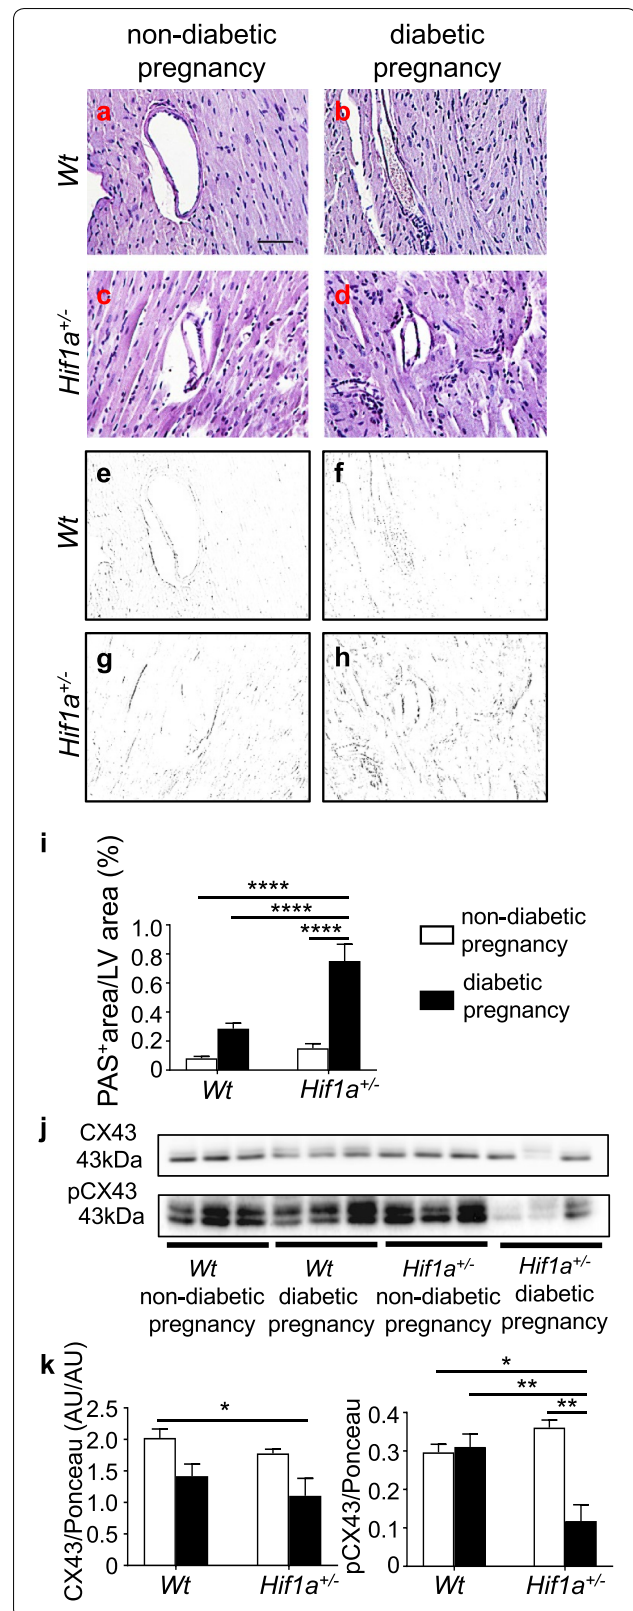 non-diabetic pregnancy
diabetic pregnancy
Wt
a
b
Hif1a+/-
c
d
Wt
e
f
Hif1a+/-
g
h
i
PAS+area/LV area (%)
****
****
****
1.0
0.8
0.6
0.4
0.2
0
Wt
Hif1a+/-
non-diabetic
pregnancy
diabetic
pregnancy
j
CX43
43kDa
pCX43
43kDa
Wt
non-diabetic
pregnancy
Wt
diabetic
pregnancy
Hif1a+/-
non-diabetic
pregnancy
Hif1a+/-
diabetic
pregnancy
k
CX43/Ponceau (AU/AU)
*
2.5
2.0
1.5
1.0
0.5
0
Wt
Hif1a+/-
pCX43/Ponceau
*
**
**
0.4
0.3
0.2
0.1
0
Wt
Hif1a+/-